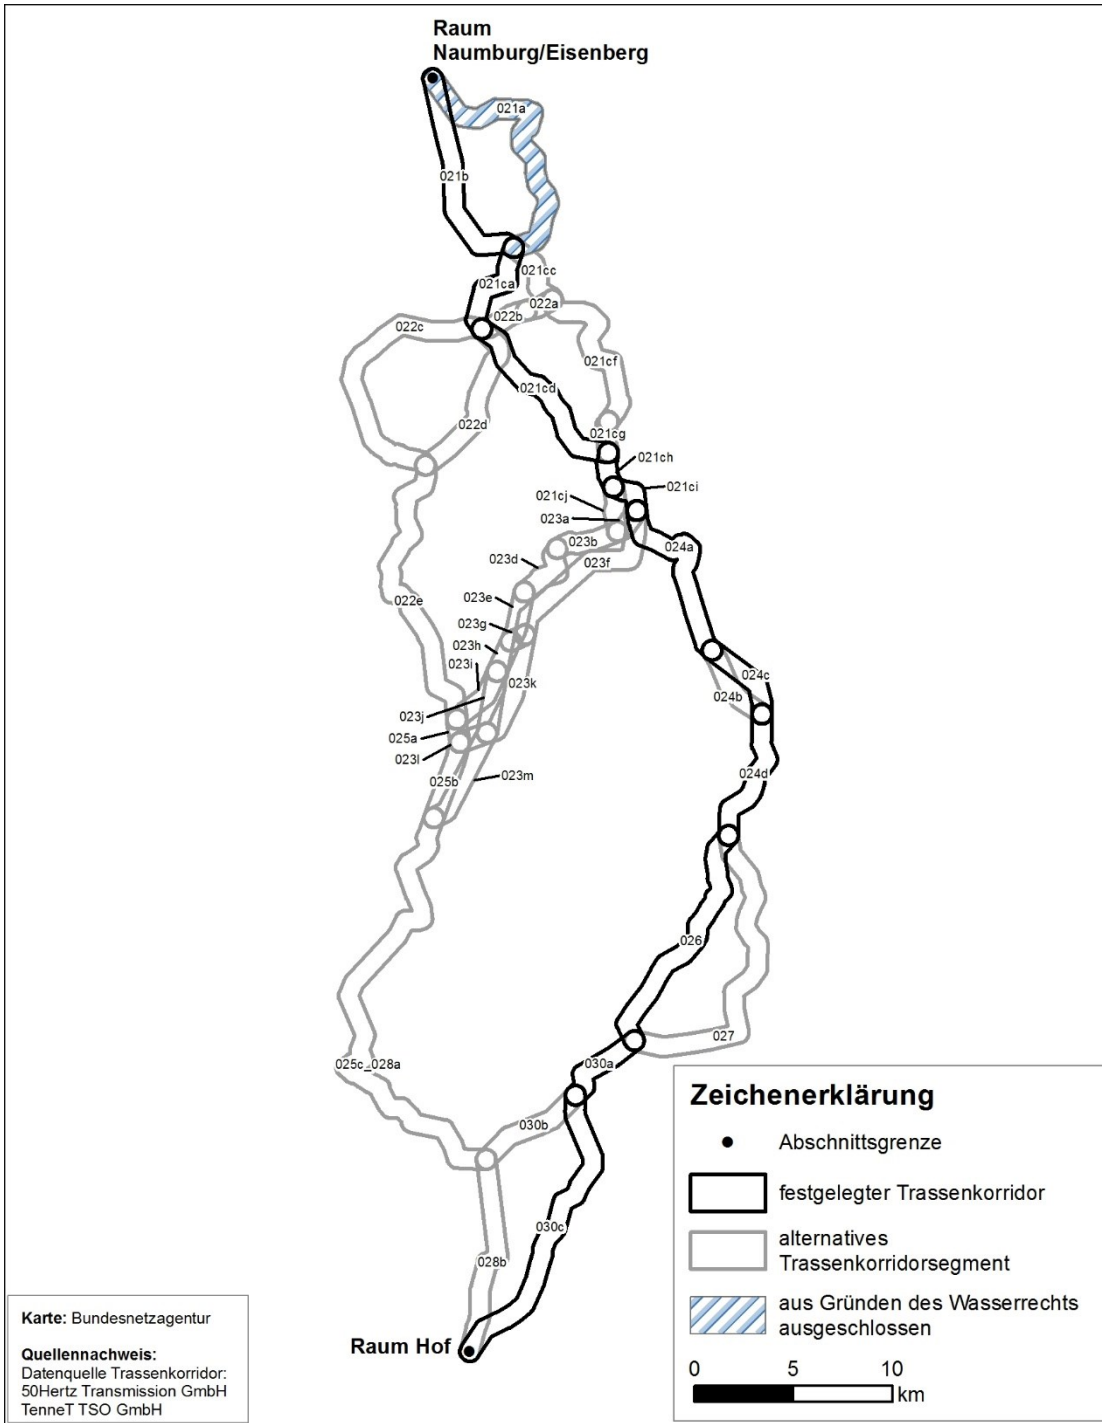 Raum
Naumburg/Eisenberg
021a
021b
021cc
021ca
022a
022b
022c
021cf
021cd
022d
021cg
021ch
021ci
021cj
023a
023b
024a
023d
023f
023e
022e
023g
023h
023i
023k
024c
024b
023j
025a
023l
024d
023m
025b
026
027
030a
025c_028a
030b
030c
028b
Raum Hof
Karte: Bundesnetzagentur
Quellennachweis:
Datenquelle Trassenkorridor:
50Hertz Transmission GmbH
TenneT TSO GmbH
Zeichenerklärung
Abschnittsgrenze
festgelegter Trassenkorridor
alternatives
Trassenkorridorsegment
aus Gründen des Wasserrechts
ausgeschlossen
0 5 10
km